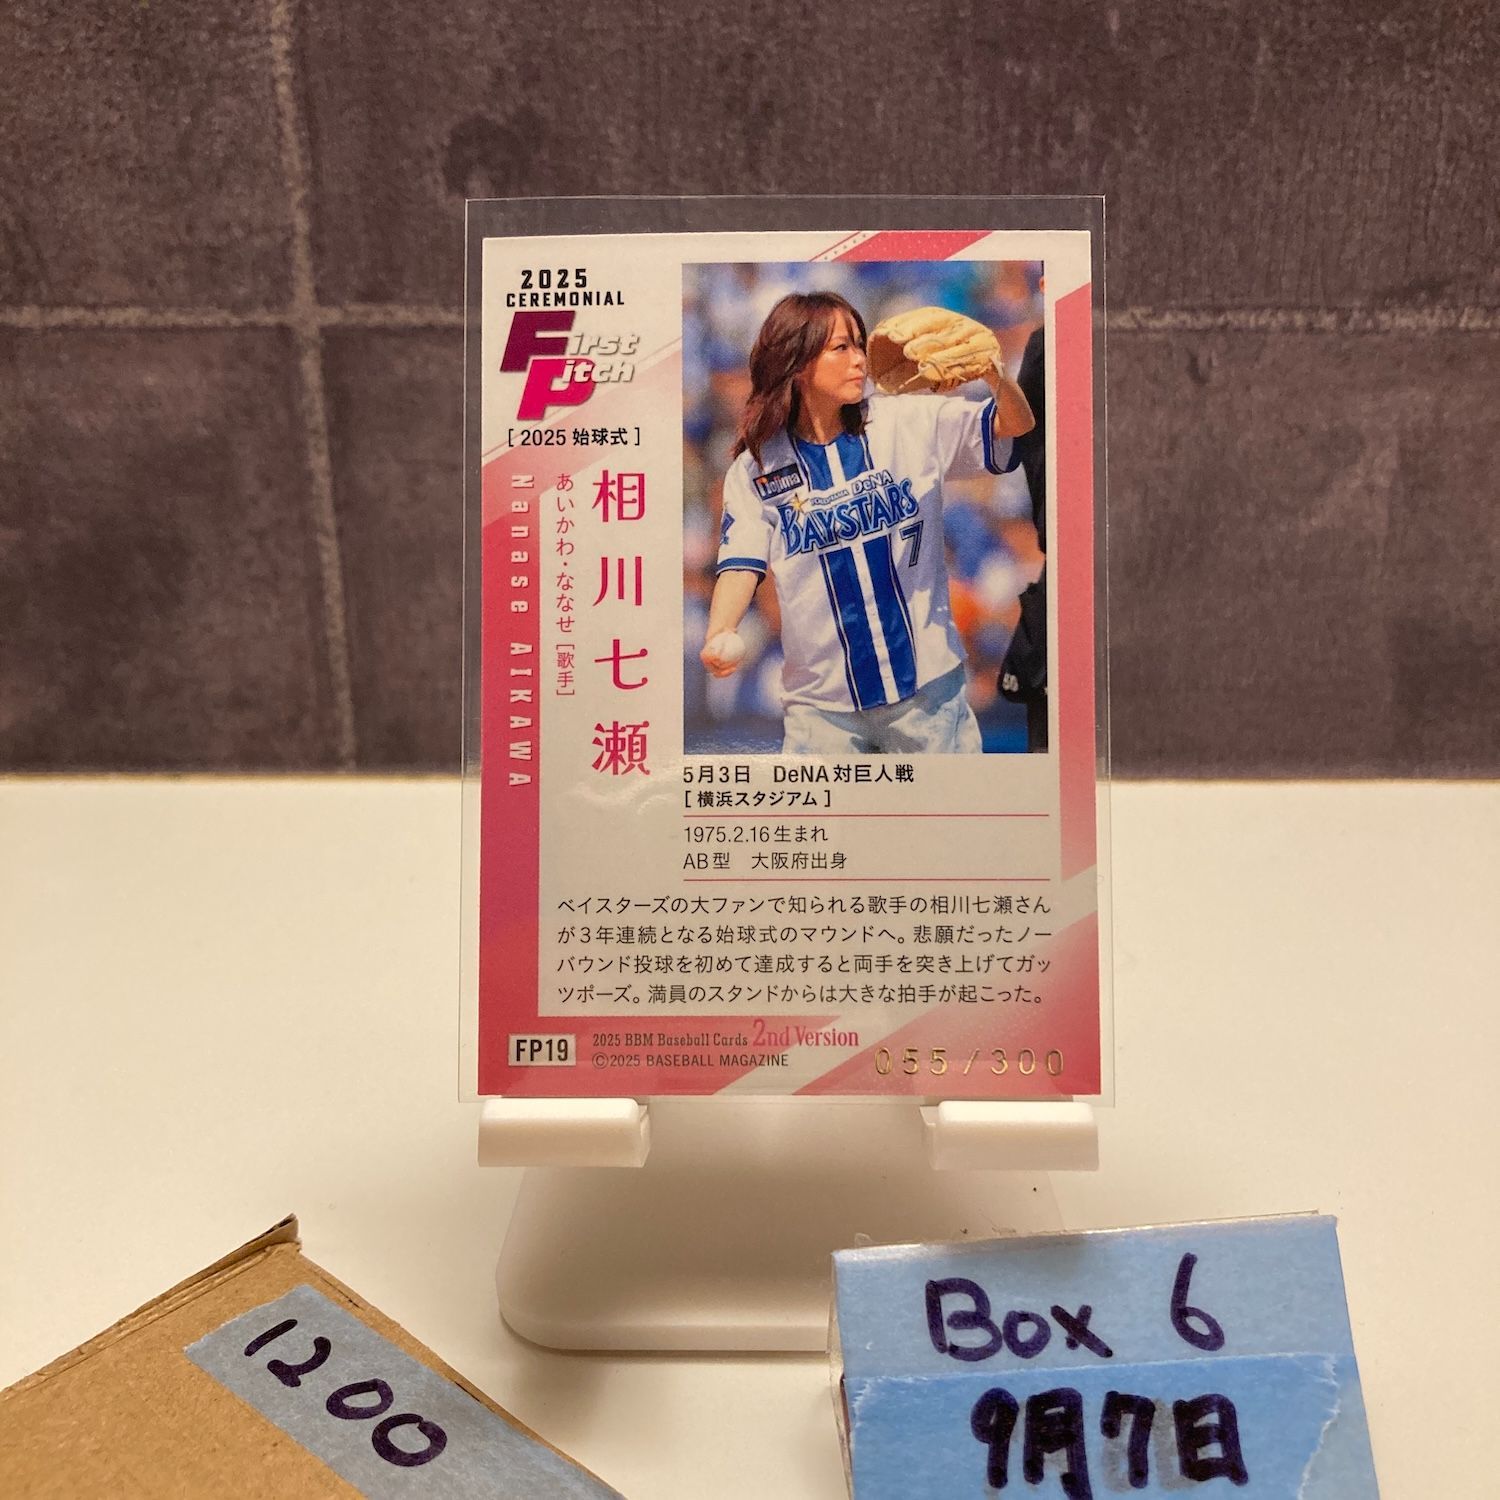 2025
CEREMONIAL
First
Pitch
[ 2025 始球式 ]
相川七瀬
あいかわ・ななせ [歌手]
Nanase AIKAWA
Nojima
YOKOHAMA DeNA
BAYSTARS
7
5月3日　DeNA対巨人戦
[ 横浜スタジアム ]
1975.2.16生まれ
AB型　大阪府出身
ベイスターズの大ファンで知られる歌手の相川七瀬さん
が3年連続となる始球式のマウンドへ。悲願だったノー
バウンド投球を初めて達成すると両手を突き上げてガッ
ツポーズ。満員のスタンドからは大きな拍手が起こった。
FP19
2025 BBM Baseball Cards 2nd Version
©2025 BASEBALL MAGAZINE
055/300
1200
Box 6
9月7日